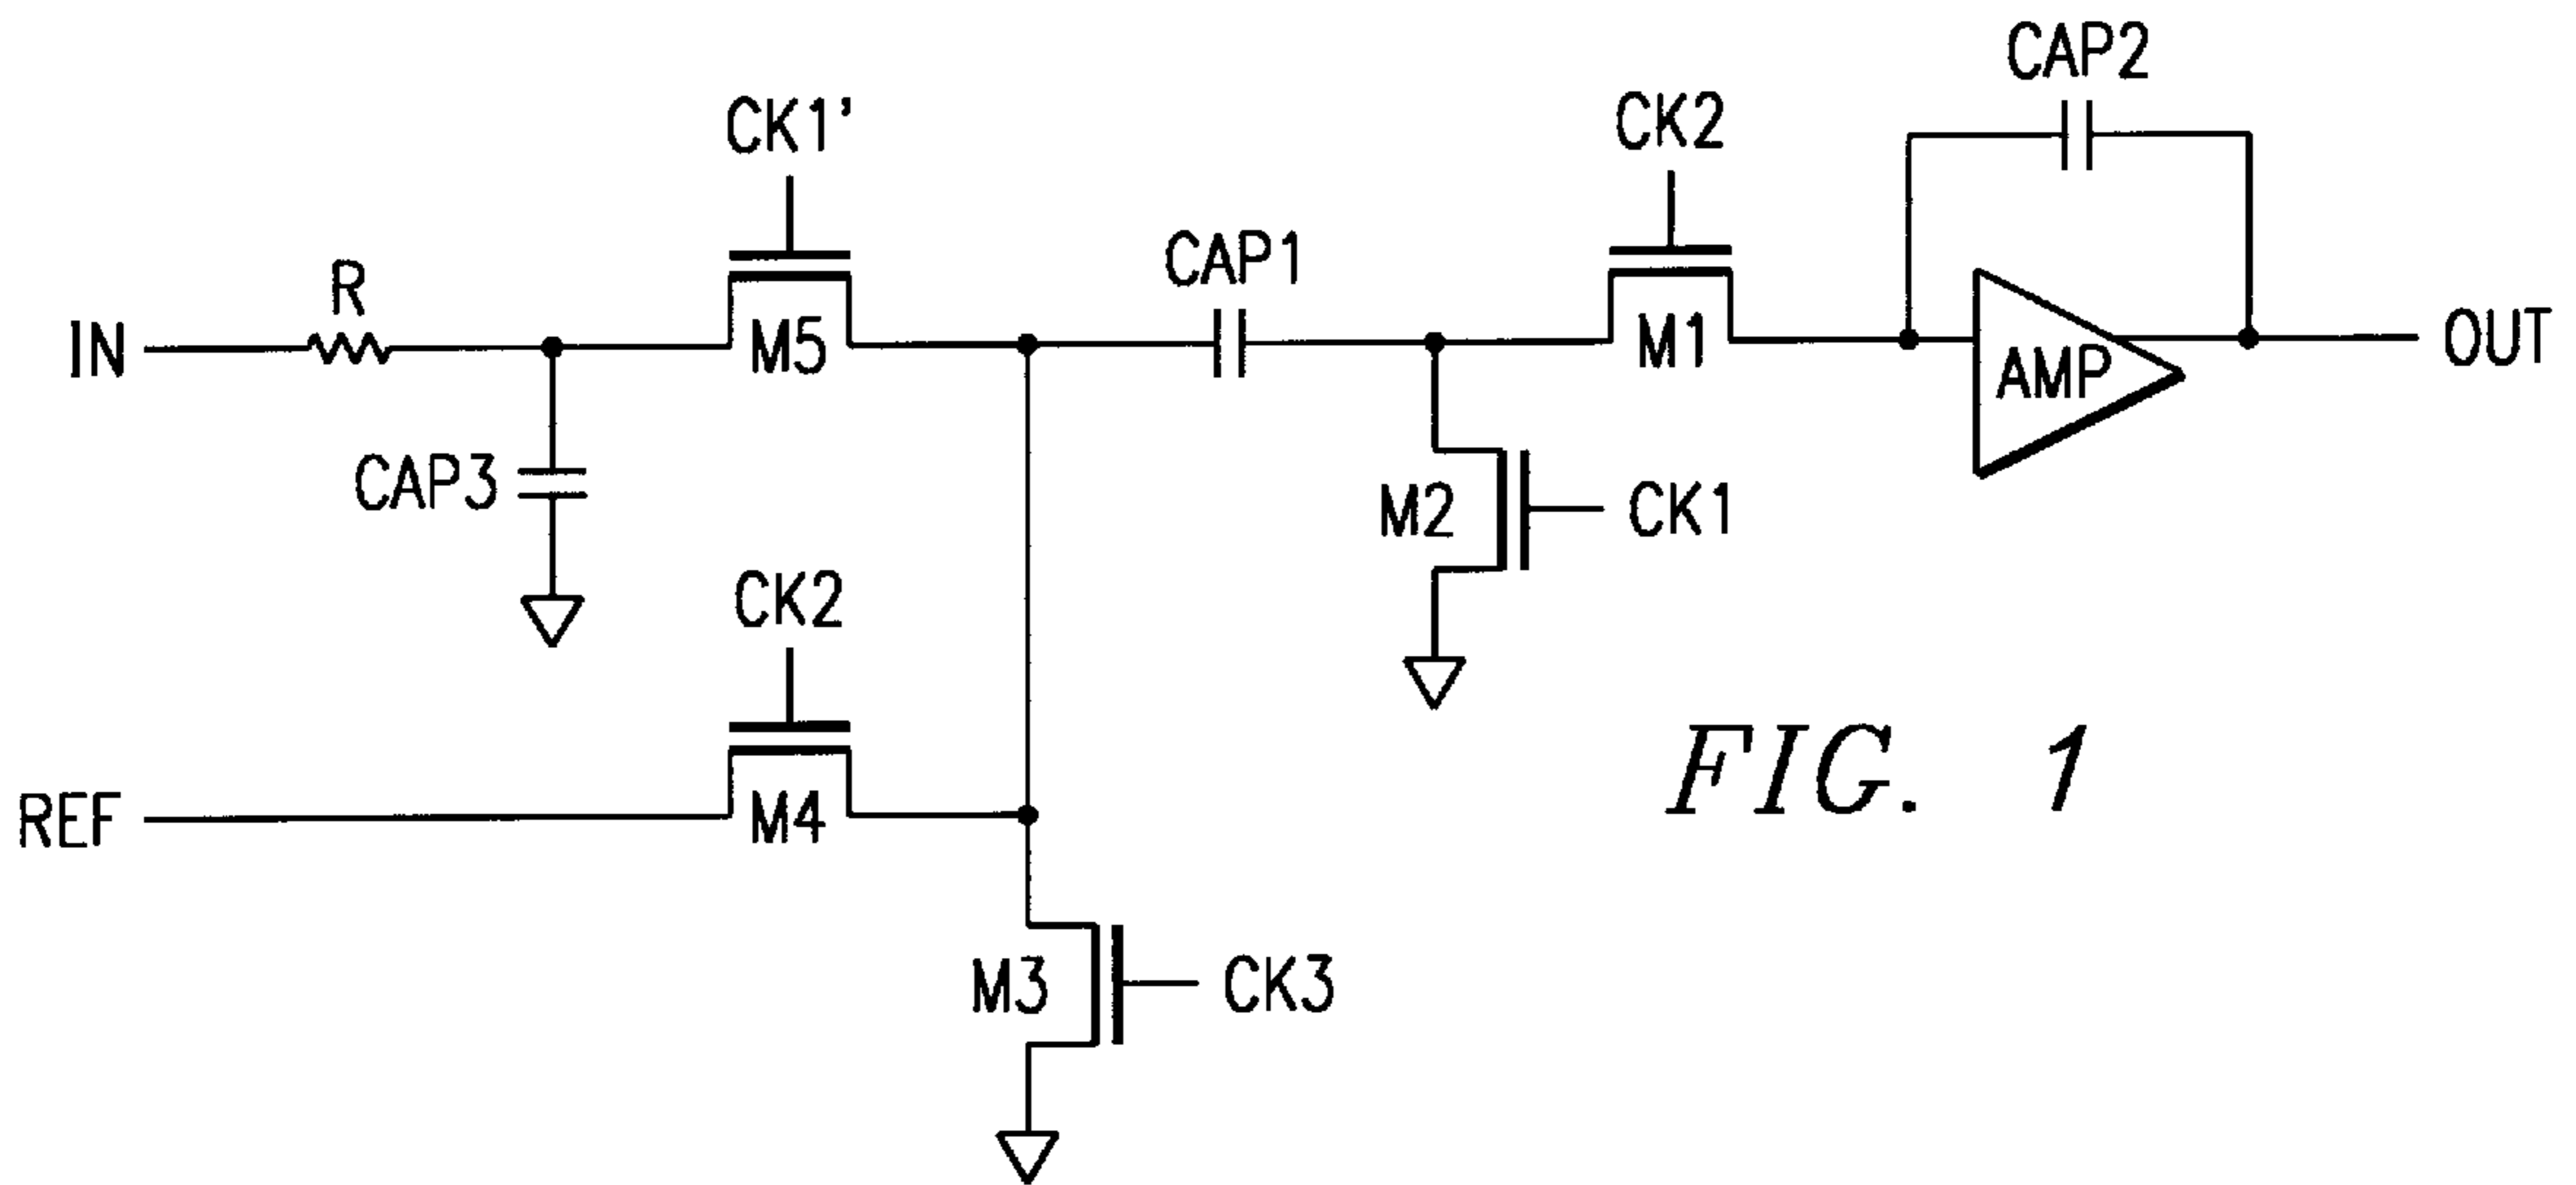 CAP2
CK1'
CK2
CAP1
R
IN
M5
M1
AMP
OUT
CAP3
M2
CK1
CK2
REF
M4
FIG. 1
M3
CK3